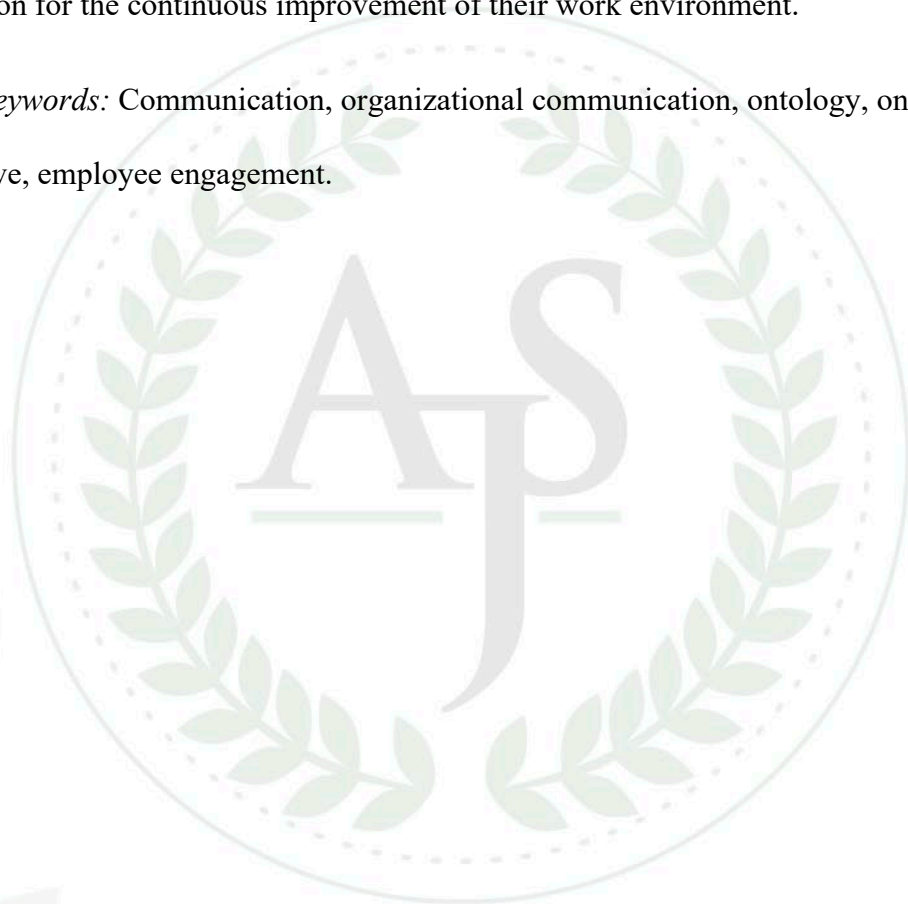 on for the continuous improvement of their work environment.
eywords: Communication, organizational communication, ontology, on
ve, employee engagement.
AJS